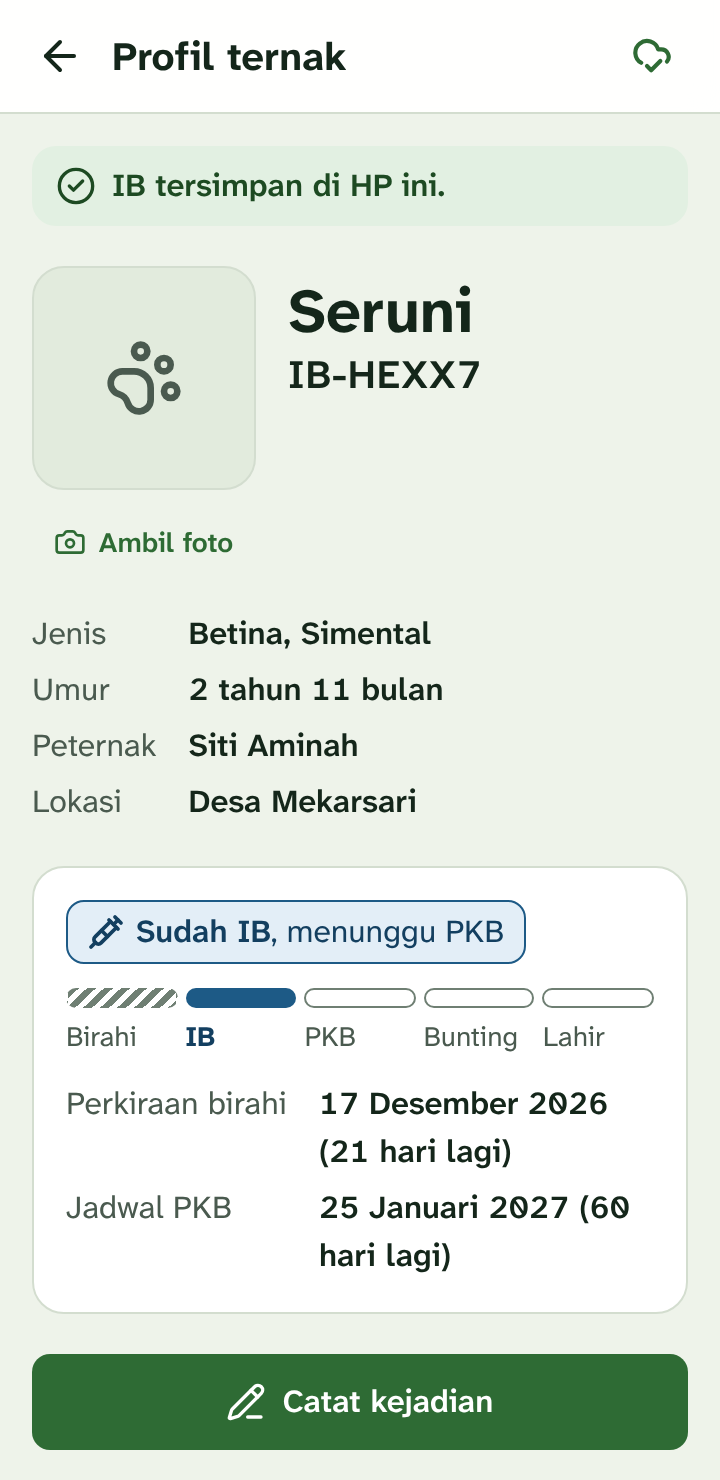 Profil ternak
IB tersimpan di HP ini.
Seruni
IB-HEXX7
Ambil foto
Jenis Betina, Simental
Umur 2 tahun 11 bulan
Peternak Siti Aminah
Lokasi Desa Mekarsari
Sudah IB, menunggu PKB
Birahi IB PKB Bunting Lahir
Perkiraan birahi 17 Desember 2026
(21 hari lagi)
Jadwal PKB 25 Januari 2027 (60
hari lagi)
Catat kejadian